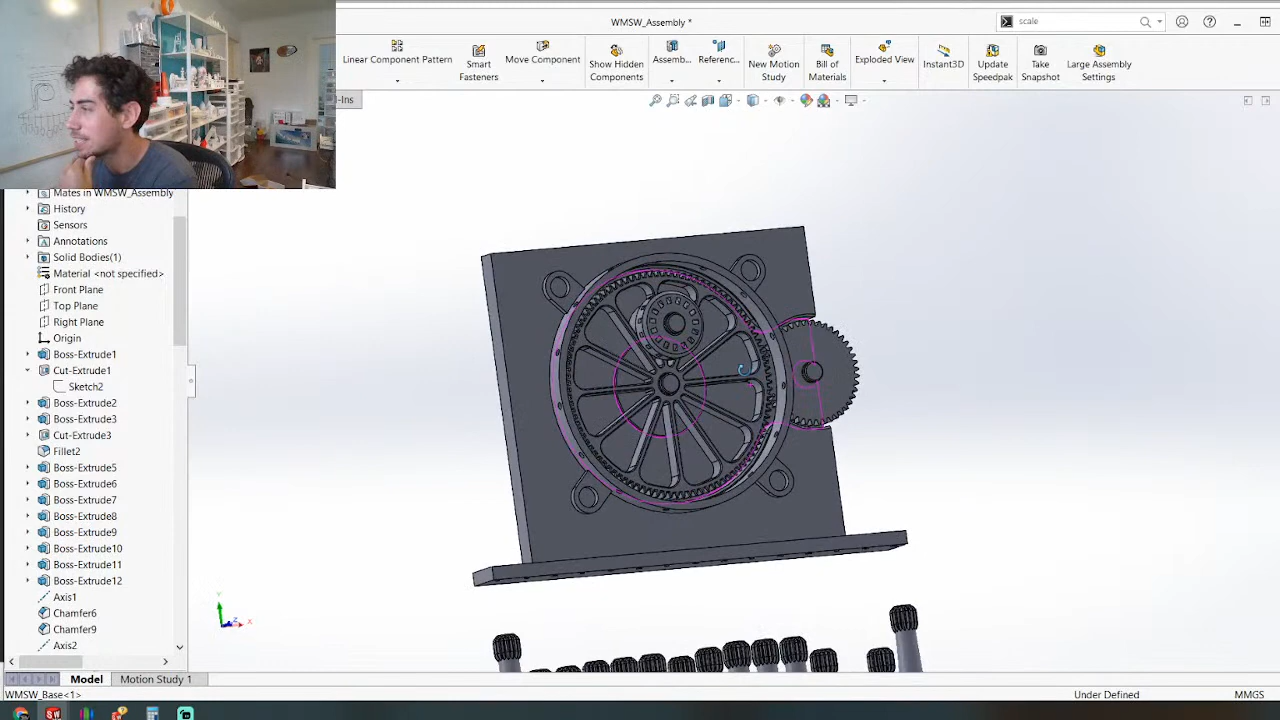 WMSW_Assembly *
scale
Linear Component Pattern
Smart Fasteners
Move Component
Show Hidden Components
Assemb...
Referenc...
New Motion Study
Bill of Materials
Exploded View
Instant3D
Update Speedpak
Take Snapshot
Large Assembly Settings
-Ins
Mates in WMSW_Assembly
History
Sensors
Annotations
Solid Bodies(1)
Material <not specified>
Front Plane
Top Plane
Right Plane
Origin
Boss-Extrude1
Cut-Extrude1
Sketch2
Boss-Extrude2
Boss-Extrude3
Cut-Extrude3
Fillet2
Boss-Extrude5
Boss-Extrude6
Boss-Extrude7
Boss-Extrude8
Boss-Extrude9
Boss-Extrude10
Boss-Extrude11
Boss-Extrude12
Axis1
Chamfer6
Chamfer9
Axis2
Y
Z
X
Model
Motion Study 1
WMSW_Base<1>
Under Defined
MMGS